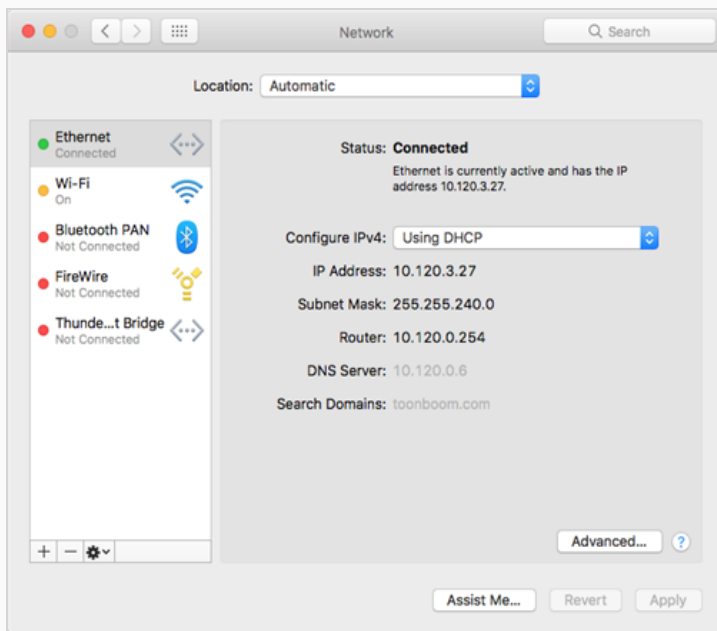 Network
Search
Location: Automatic
Ethernet
Connected
Wi-Fi
On
Bluetooth PAN
Not Connected
FireWire
Not Connected
Thunde...t Bridge
Not Connected
Status: Connected
Ethernet is currently active and has the IP
address 10.120.3.27.
Configure IPv4: Using DHCP
IP Address: 10.120.3.27
Subnet Mask: 255.255.240.0
Router: 10.120.0.254
DNS Server: 10.120.0.6
Search Domains: toonboom.com
Advanced... ?
Assist Me... Revert Apply